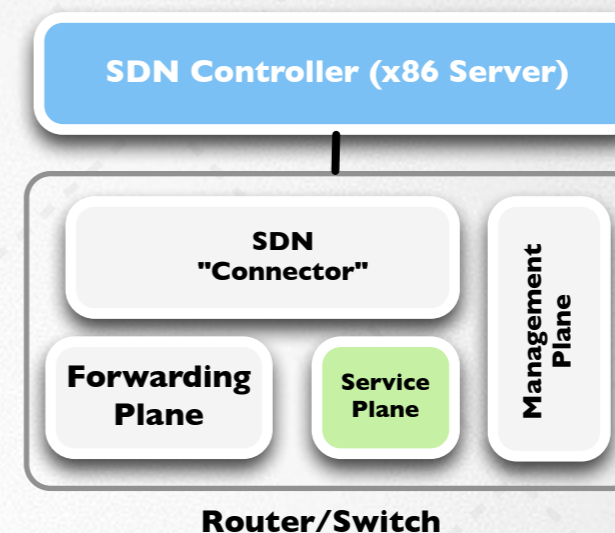 SDN Controller (x86 Server)
SDN
"Connector"
Management
Plane
Forwarding
Plane
Service
Plane
Router/Switch